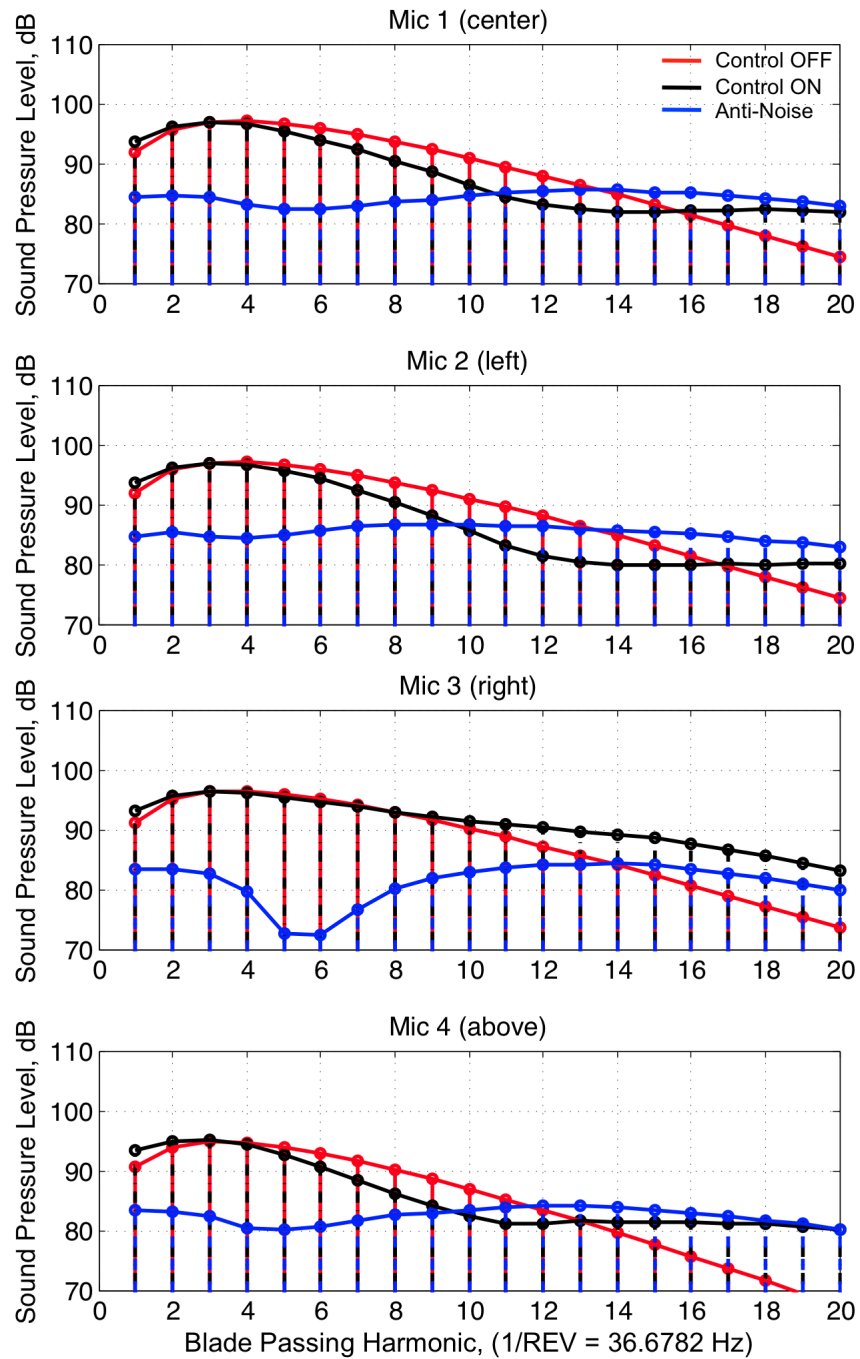 Mic 1 (center)
Sound Pressure Level, dB
110
100
90
80
70
Control OFF
Control ON
Anti-Noise
0 2 4 6 8 10 12 14 16 18 20
Mic 2 (left)
Sound Pressure Level, dB
110
100
90
80
70
0 2 4 6 8 10 12 14 16 18 20
Mic 3 (right)
Sound Pressure Level, dB
110
100
90
80
70
0 2 4 6 8 10 12 14 16 18 20
Mic 4 (above)
Sound Pressure Level, dB
110
100
90
80
70
0 2 4 6 8 10 12 14 16 18 20
Blade Passing Harmonic, (1/REV = 36.6782 Hz)